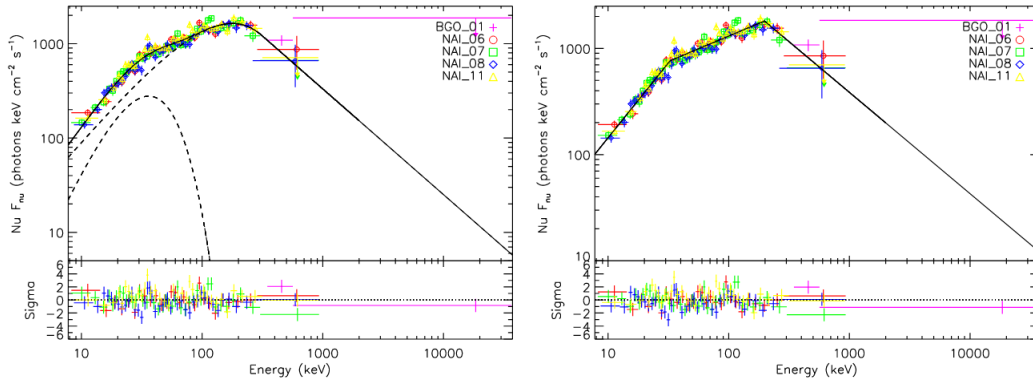 Nu Fnu (photons keV cm-2 s-1)
1000
100
10
BGO_01
NAI_06
NAI_07
NAI_08
NAI_11
Sigma
6
4
2
0
-2
-4
-6
10 100 1000 10000
Energy (keV)
Nu Fnu (photons keV cm-2 s-1)
1000
100
10
BGO_01
NAI_06
NAI_07
NAI_08
NAI_11
Sigma
6
4
2
0
-2
-4
-6
10 100 1000 10000
Energy (keV)